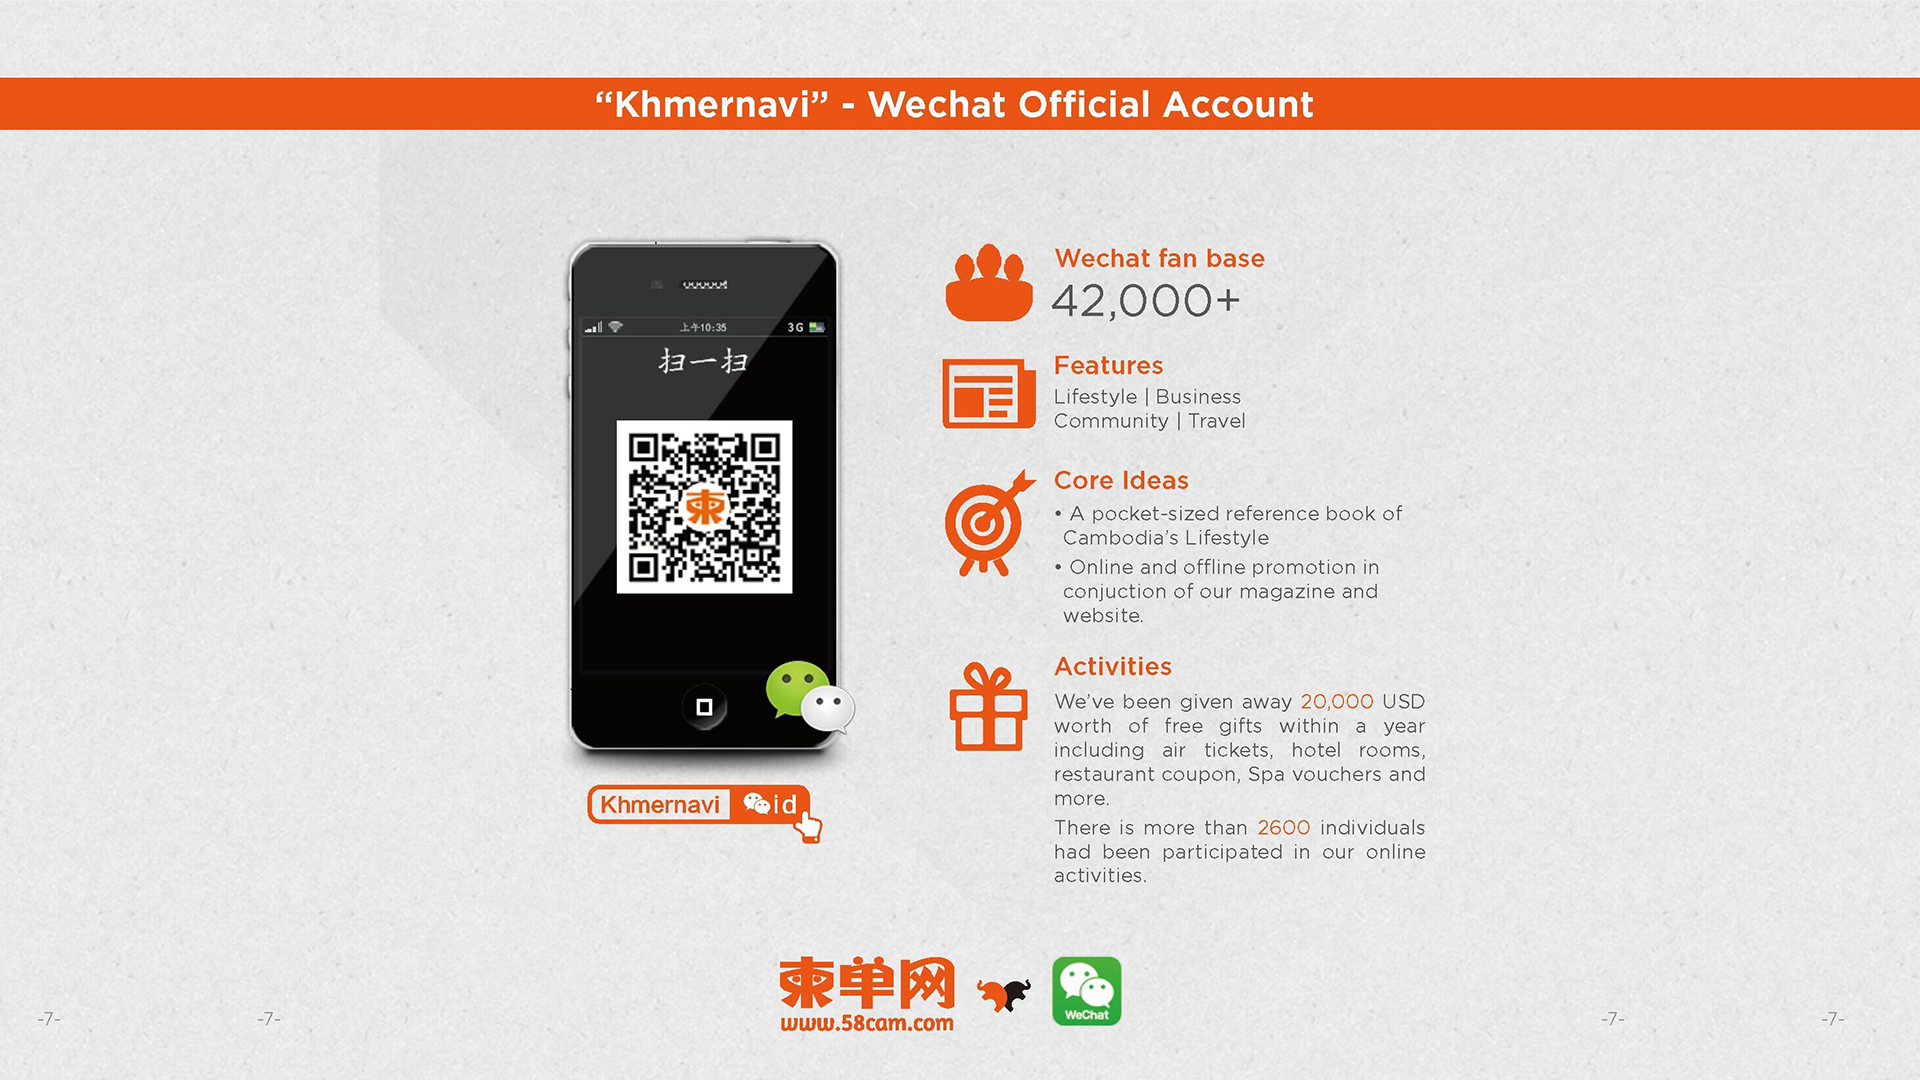 “Khmernavi” - Wechat Official Account
上午10:35
3G
扫一扫
柬
Khmernavi id
Wechat fan base
42,000+
Features
Lifestyle | Business
Community | Travel
Core Ideas
• A pocket-sized reference book of
Cambodia’s Lifestyle
• Online and offline promotion in
conjuction of our magazine and
website.
Activities
We’ve been given away 20,000 USD
worth of free gifts within a year
including air tickets, hotel rooms,
restaurant coupon, Spa vouchers and
more.
There is more than 2600 individuals
had been participated in our online
activities.
柬单网
www.58cam.com
WeChat
-7-
-7-
-7-
-7-